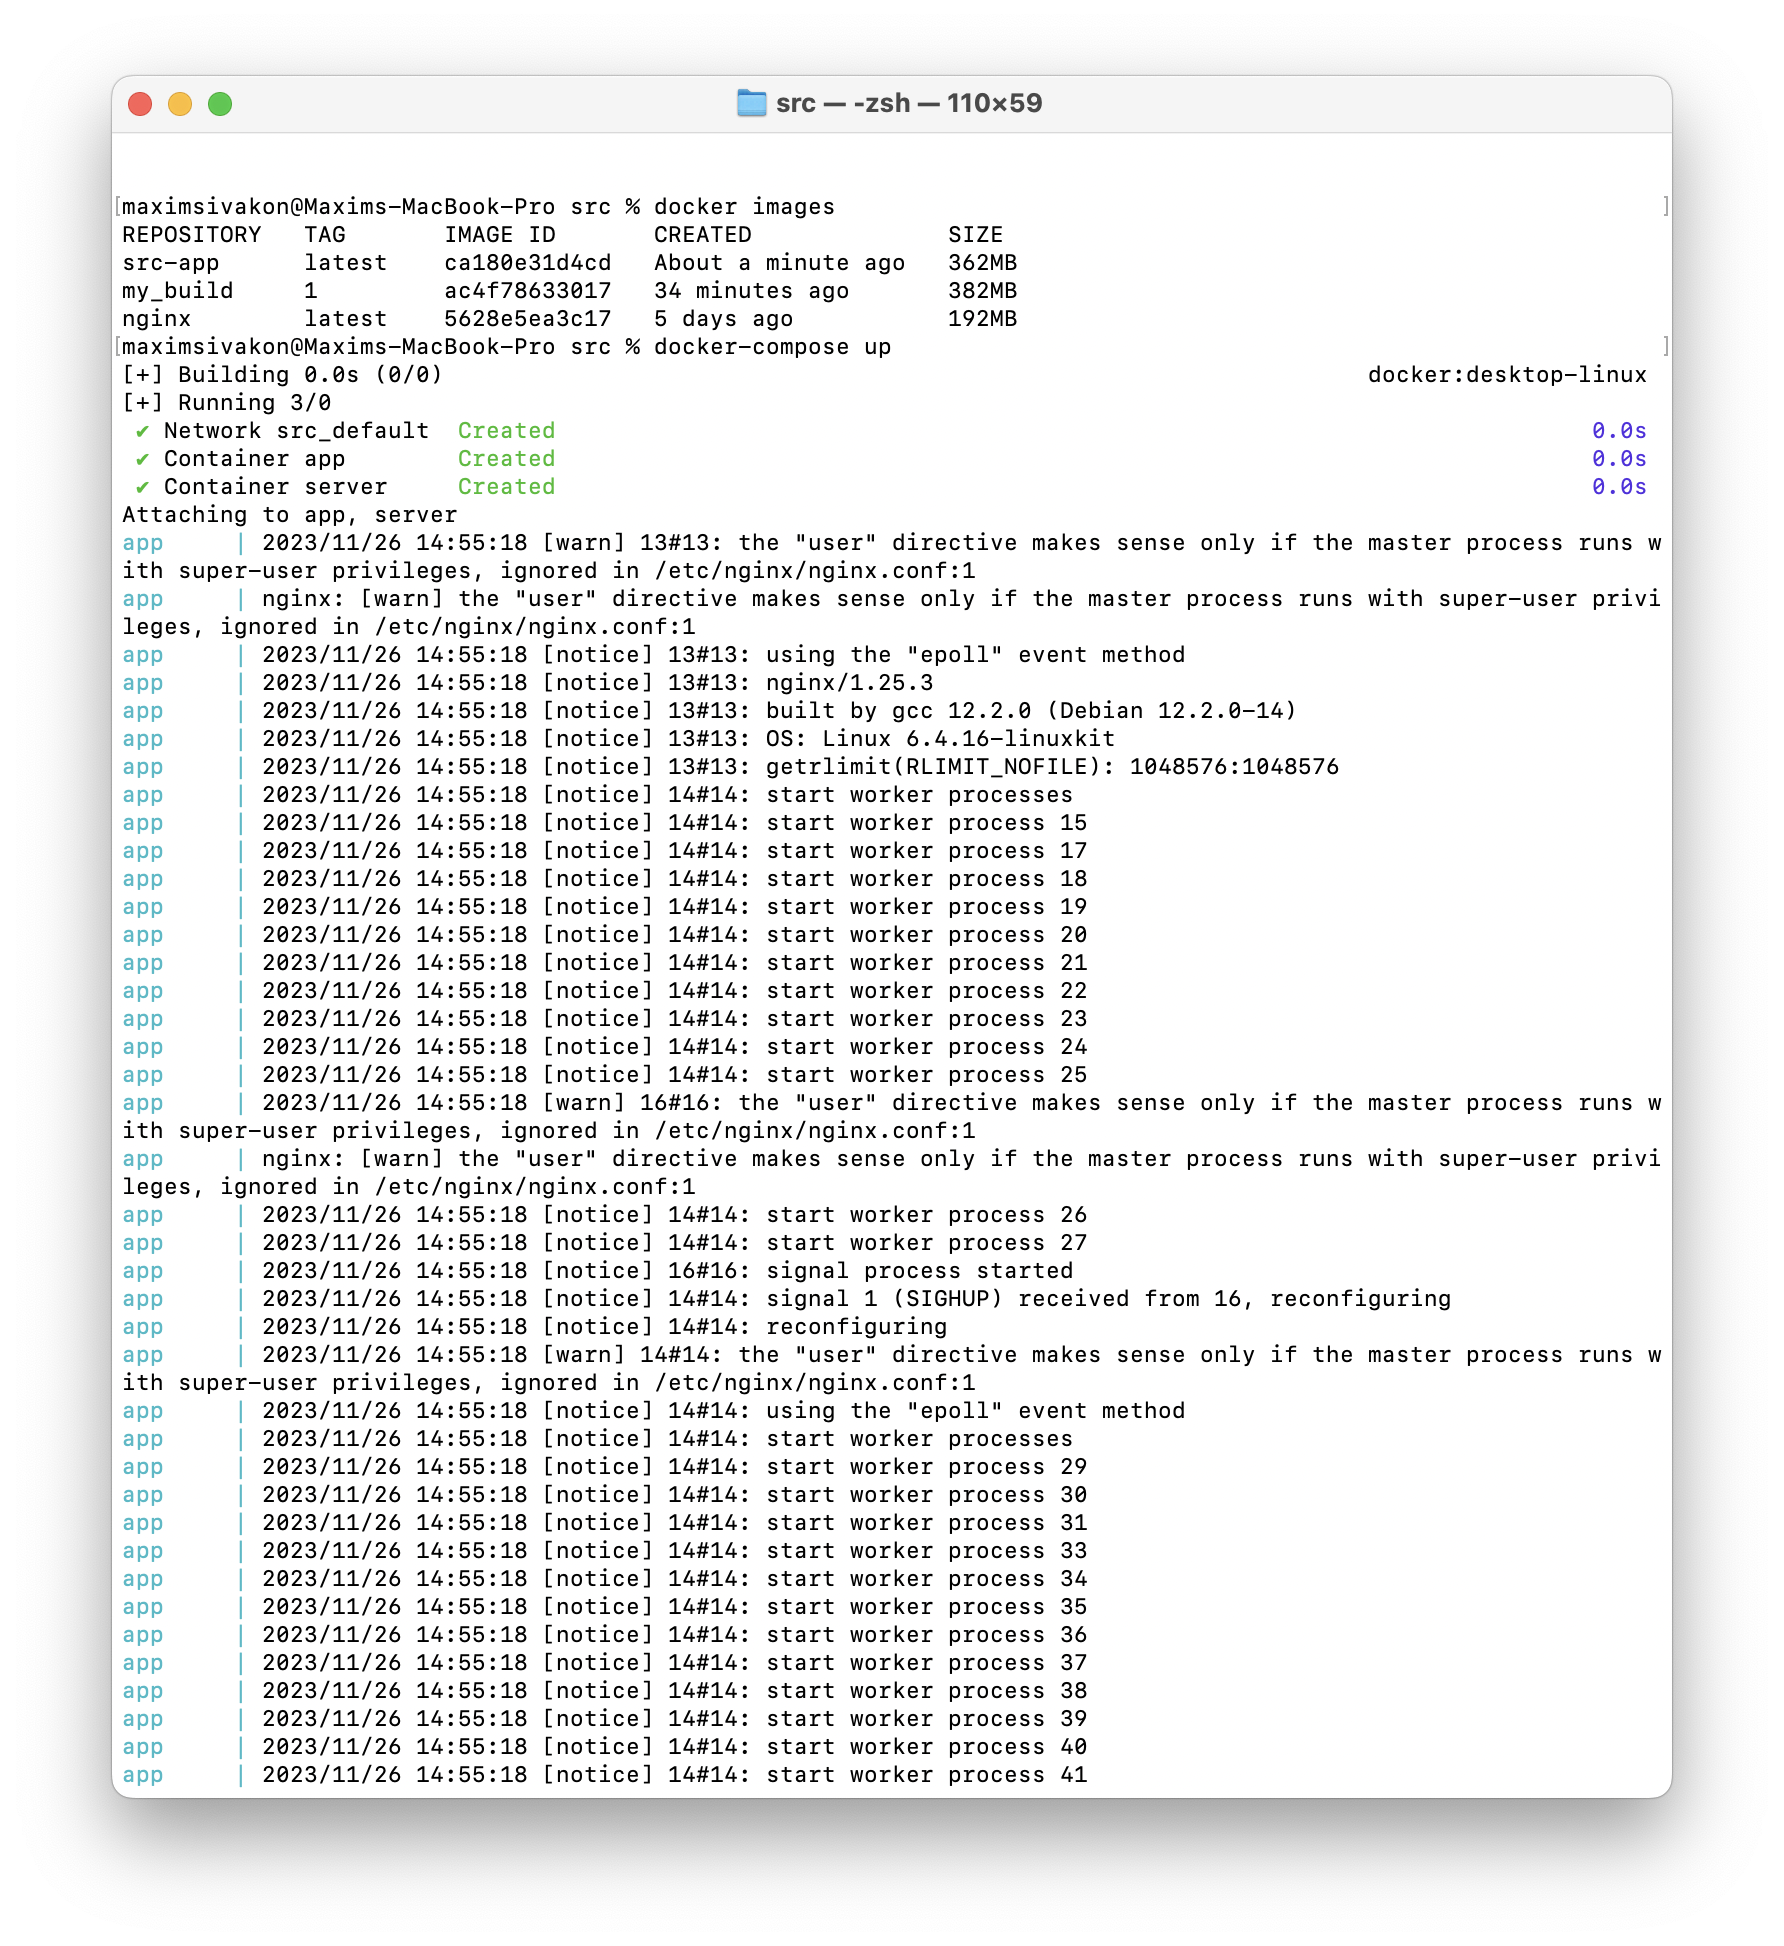 src — -zsh — 110×59
[maximsivakon@Maxims-MacBook-Pro src % docker images ]
REPOSITORY   TAG       IMAGE ID       CREATED              SIZE
src-app      latest    ca180e31d4cd   About a minute ago   362MB
my_build     1         ac4f78633017   34 minutes ago       382MB
nginx        latest    5628e5ea3c17   5 days ago           192MB
[maximsivakon@Maxims-MacBook-Pro src % docker-compose up ]
[+] Building 0.0s (0/0) docker:desktop-linux
[+] Running 3/0
✔ Network src_default  Created 0.0s
✔ Container app        Created 0.0s
✔ Container server     Created 0.0s
Attaching to app, server
app     | 2023/11/26 14:55:18 [warn] 13#13: the "user" directive makes sense only if the master process runs w
ith super-user privileges, ignored in /etc/nginx/nginx.conf:1
app     | nginx: [warn] the "user" directive makes sense only if the master process runs with super-user privi
leges, ignored in /etc/nginx/nginx.conf:1
app     | 2023/11/26 14:55:18 [notice] 13#13: using the "epoll" event method
app     | 2023/11/26 14:55:18 [notice] 13#13: nginx/1.25.3
app     | 2023/11/26 14:55:18 [notice] 13#13: built by gcc 12.2.0 (Debian 12.2.0-14)
app     | 2023/11/26 14:55:18 [notice] 13#13: OS: Linux 6.4.16-linuxkit
app     | 2023/11/26 14:55:18 [notice] 13#13: getrlimit(RLIMIT_NOFILE): 1048576:1048576
app     | 2023/11/26 14:55:18 [notice] 14#14: start worker processes
app     | 2023/11/26 14:55:18 [notice] 14#14: start worker process 15
app     | 2023/11/26 14:55:18 [notice] 14#14: start worker process 17
app     | 2023/11/26 14:55:18 [notice] 14#14: start worker process 18
app     | 2023/11/26 14:55:18 [notice] 14#14: start worker process 19
app     | 2023/11/26 14:55:18 [notice] 14#14: start worker process 20
app     | 2023/11/26 14:55:18 [notice] 14#14: start worker process 21
app     | 2023/11/26 14:55:18 [notice] 14#14: start worker process 22
app     | 2023/11/26 14:55:18 [notice] 14#14: start worker process 23
app     | 2023/11/26 14:55:18 [notice] 14#14: start worker process 24
app     | 2023/11/26 14:55:18 [notice] 14#14: start worker process 25
app     | 2023/11/26 14:55:18 [warn] 16#16: the "user" directive makes sense only if the master process runs w
ith super-user privileges, ignored in /etc/nginx/nginx.conf:1
app     | nginx: [warn] the "user" directive makes sense only if the master process runs with super-user privi
leges, ignored in /etc/nginx/nginx.conf:1
app     | 2023/11/26 14:55:18 [notice] 14#14: start worker process 26
app     | 2023/11/26 14:55:18 [notice] 14#14: start worker process 27
app     | 2023/11/26 14:55:18 [notice] 16#16: signal process started
app     | 2023/11/26 14:55:18 [notice] 14#14: signal 1 (SIGHUP) received from 16, reconfiguring
app     | 2023/11/26 14:55:18 [notice] 14#14: reconfiguring
app     | 2023/11/26 14:55:18 [warn] 14#14: the "user" directive makes sense only if the master process runs w
ith super-user privileges, ignored in /etc/nginx/nginx.conf:1
app     | 2023/11/26 14:55:18 [notice] 14#14: using the "epoll" event method
app     | 2023/11/26 14:55:18 [notice] 14#14: start worker processes
app     | 2023/11/26 14:55:18 [notice] 14#14: start worker process 29
app     | 2023/11/26 14:55:18 [notice] 14#14: start worker process 30
app     | 2023/11/26 14:55:18 [notice] 14#14: start worker process 31
app     | 2023/11/26 14:55:18 [notice] 14#14: start worker process 33
app     | 2023/11/26 14:55:18 [notice] 14#14: start worker process 34
app     | 2023/11/26 14:55:18 [notice] 14#14: start worker process 35
app     | 2023/11/26 14:55:18 [notice] 14#14: start worker process 36
app     | 2023/11/26 14:55:18 [notice] 14#14: start worker process 37
app     | 2023/11/26 14:55:18 [notice] 14#14: start worker process 38
app     | 2023/11/26 14:55:18 [notice] 14#14: start worker process 39
app     | 2023/11/26 14:55:18 [notice] 14#14: start worker process 40
app     | 2023/11/26 14:55:18 [notice] 14#14: start worker process 41